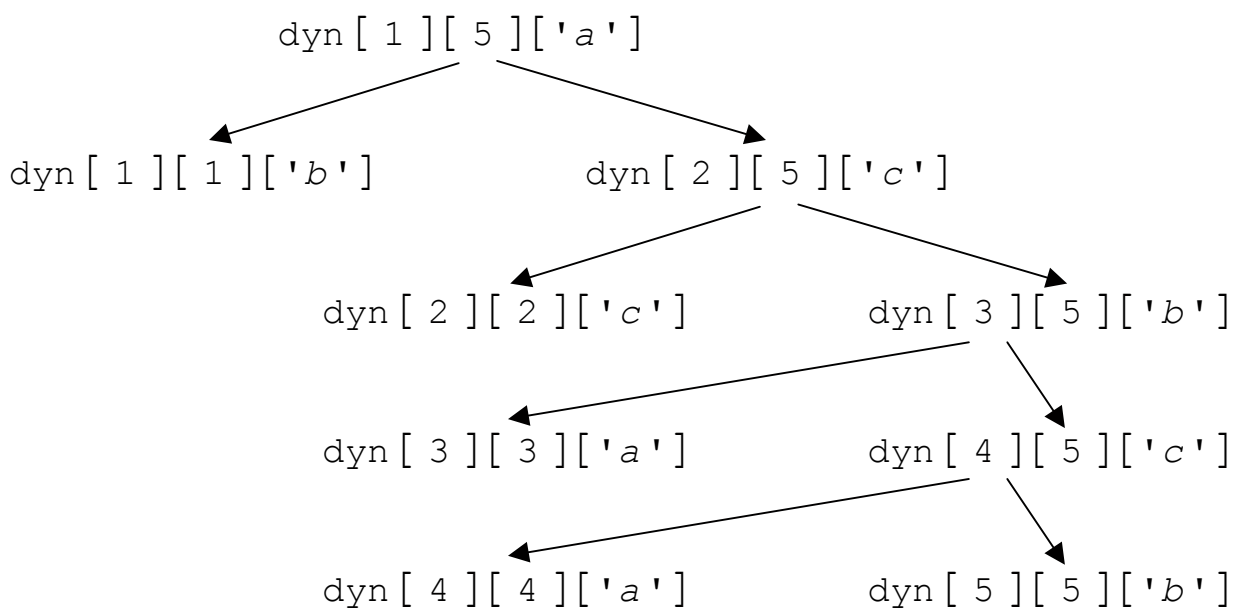 dyn[ 1 ][ 5 ]['a']
dyn[ 1 ][ 1 ]['b'] dyn[ 2 ][ 5 ]['c']
dyn[ 2 ][ 2 ]['c'] dyn[ 3 ][ 5 ]['b']
dyn[ 3 ][ 3 ]['a'] dyn[ 4 ][ 5 ]['c']
dyn[ 4 ][ 4 ]['a'] dyn[ 5 ][ 5 ]['b']